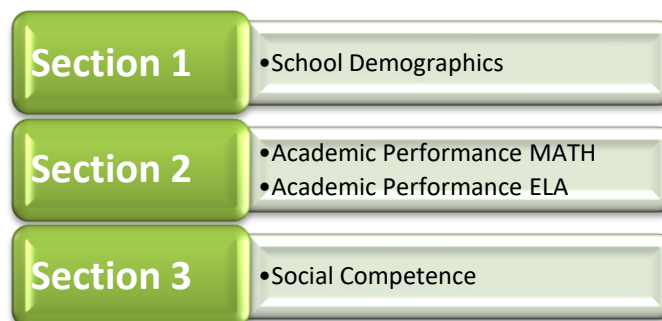 Section 1
•School Demographics
Section 2
•Academic Performance MATH
•Academic Performance ELA
Section 3
•Social Competence